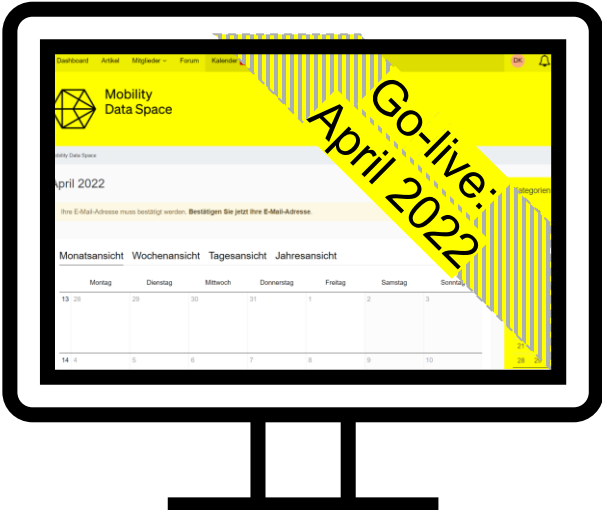 Dashboard Artikel Mitglieder Forum Kalender
DK
Mobility
Data Space
Go-live:
April 2022
Mobility Data Space
April 2022
Kategorien
Ihre E-Mail-Adresse muss bestätigt werden. Bestätigen Sie jetzt Ihre E-Mail-Adresse.
Monatsansicht Wochenansicht Tagesansicht Jahresansicht
Montag Dienstag Mittwoch Donnerstag Freitag Samstag Sonntag
13 28 29 30 31 1 2 3
21
14 4 5 6 7 8 9 10
28 29